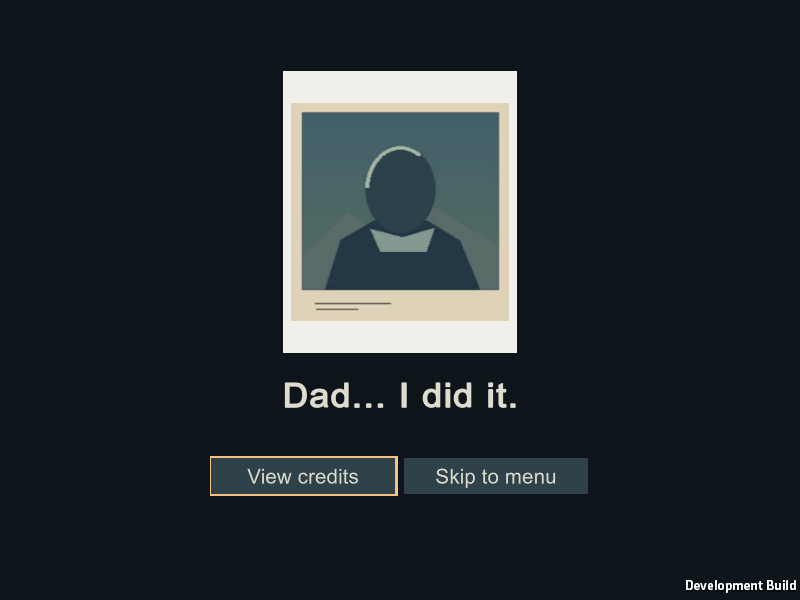 Dad... I did it.
View credits
Skip to menu
Development Build